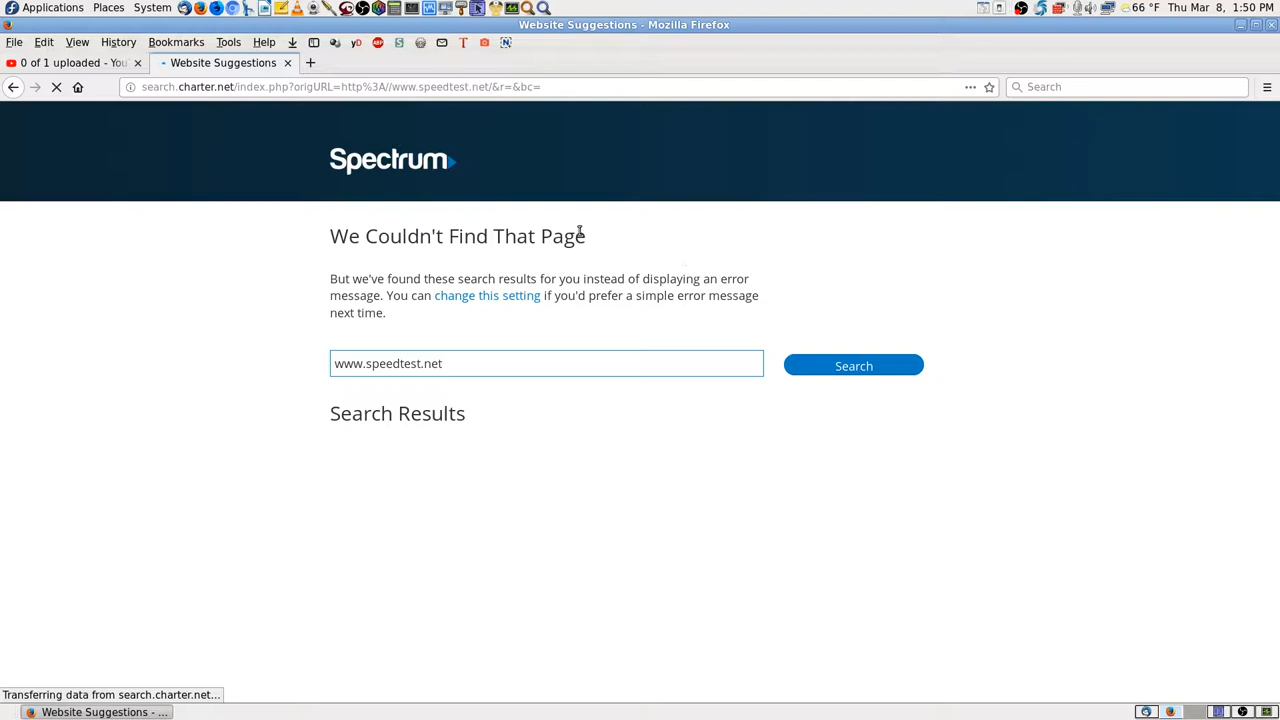 Applications Places System 66 °F Thu Mar 8, 1:50 PM
Website Suggestions - Mozilla Firefox
File Edit View History Bookmarks Tools Help
0 of 1 uploaded - You
Website Suggestions
search.charter.net/index.php?origURL=http%3A//www.speedtest.net/&r=&bc=
Search
Spectrum
We Couldn't Find That Page
But we've found these search results for you instead of displaying an error
message. You can change this setting if you'd prefer a simple error message
next time.
www.speedtest.net
Search
Search Results
Transferring data from search.charter.net...
Website Suggestions - ...